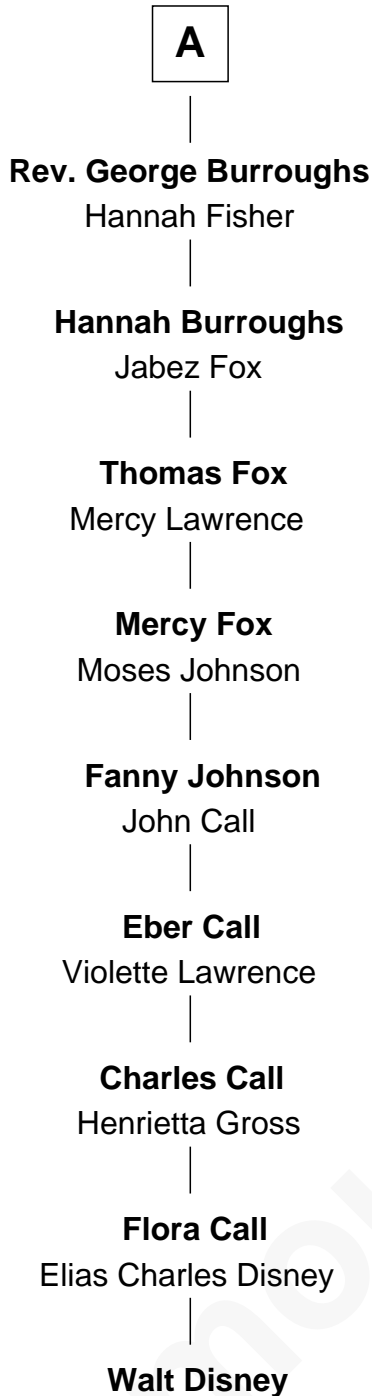 A
Rev. George Burroughs
Hannah Fisher
Hannah Burroughs
Jabez Fox
Thomas Fox
Mercy Lawrence
Mercy Fox
Moses Johnson
Fanny Johnson
John Call
Eber Call
Violette Lawrence
Charles Call
Henrietta Gross
Flora Call
Elias Charles Disney
Walt Disney